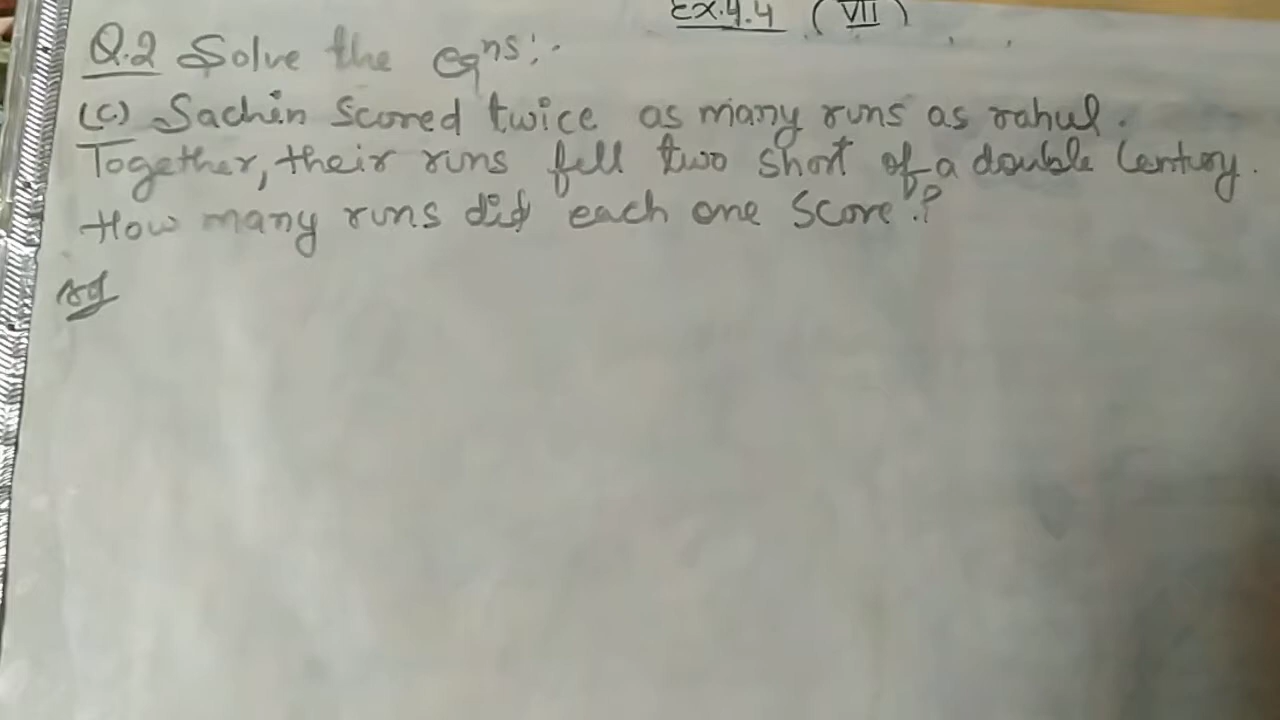 Ex.4.4 (VII)
Q.2 Solve the eqns:-
(c) Sachin Scored twice as many runs as rahul.
Together, their runs fell two short of a double Century.
How many runs did each one Score?
Sol